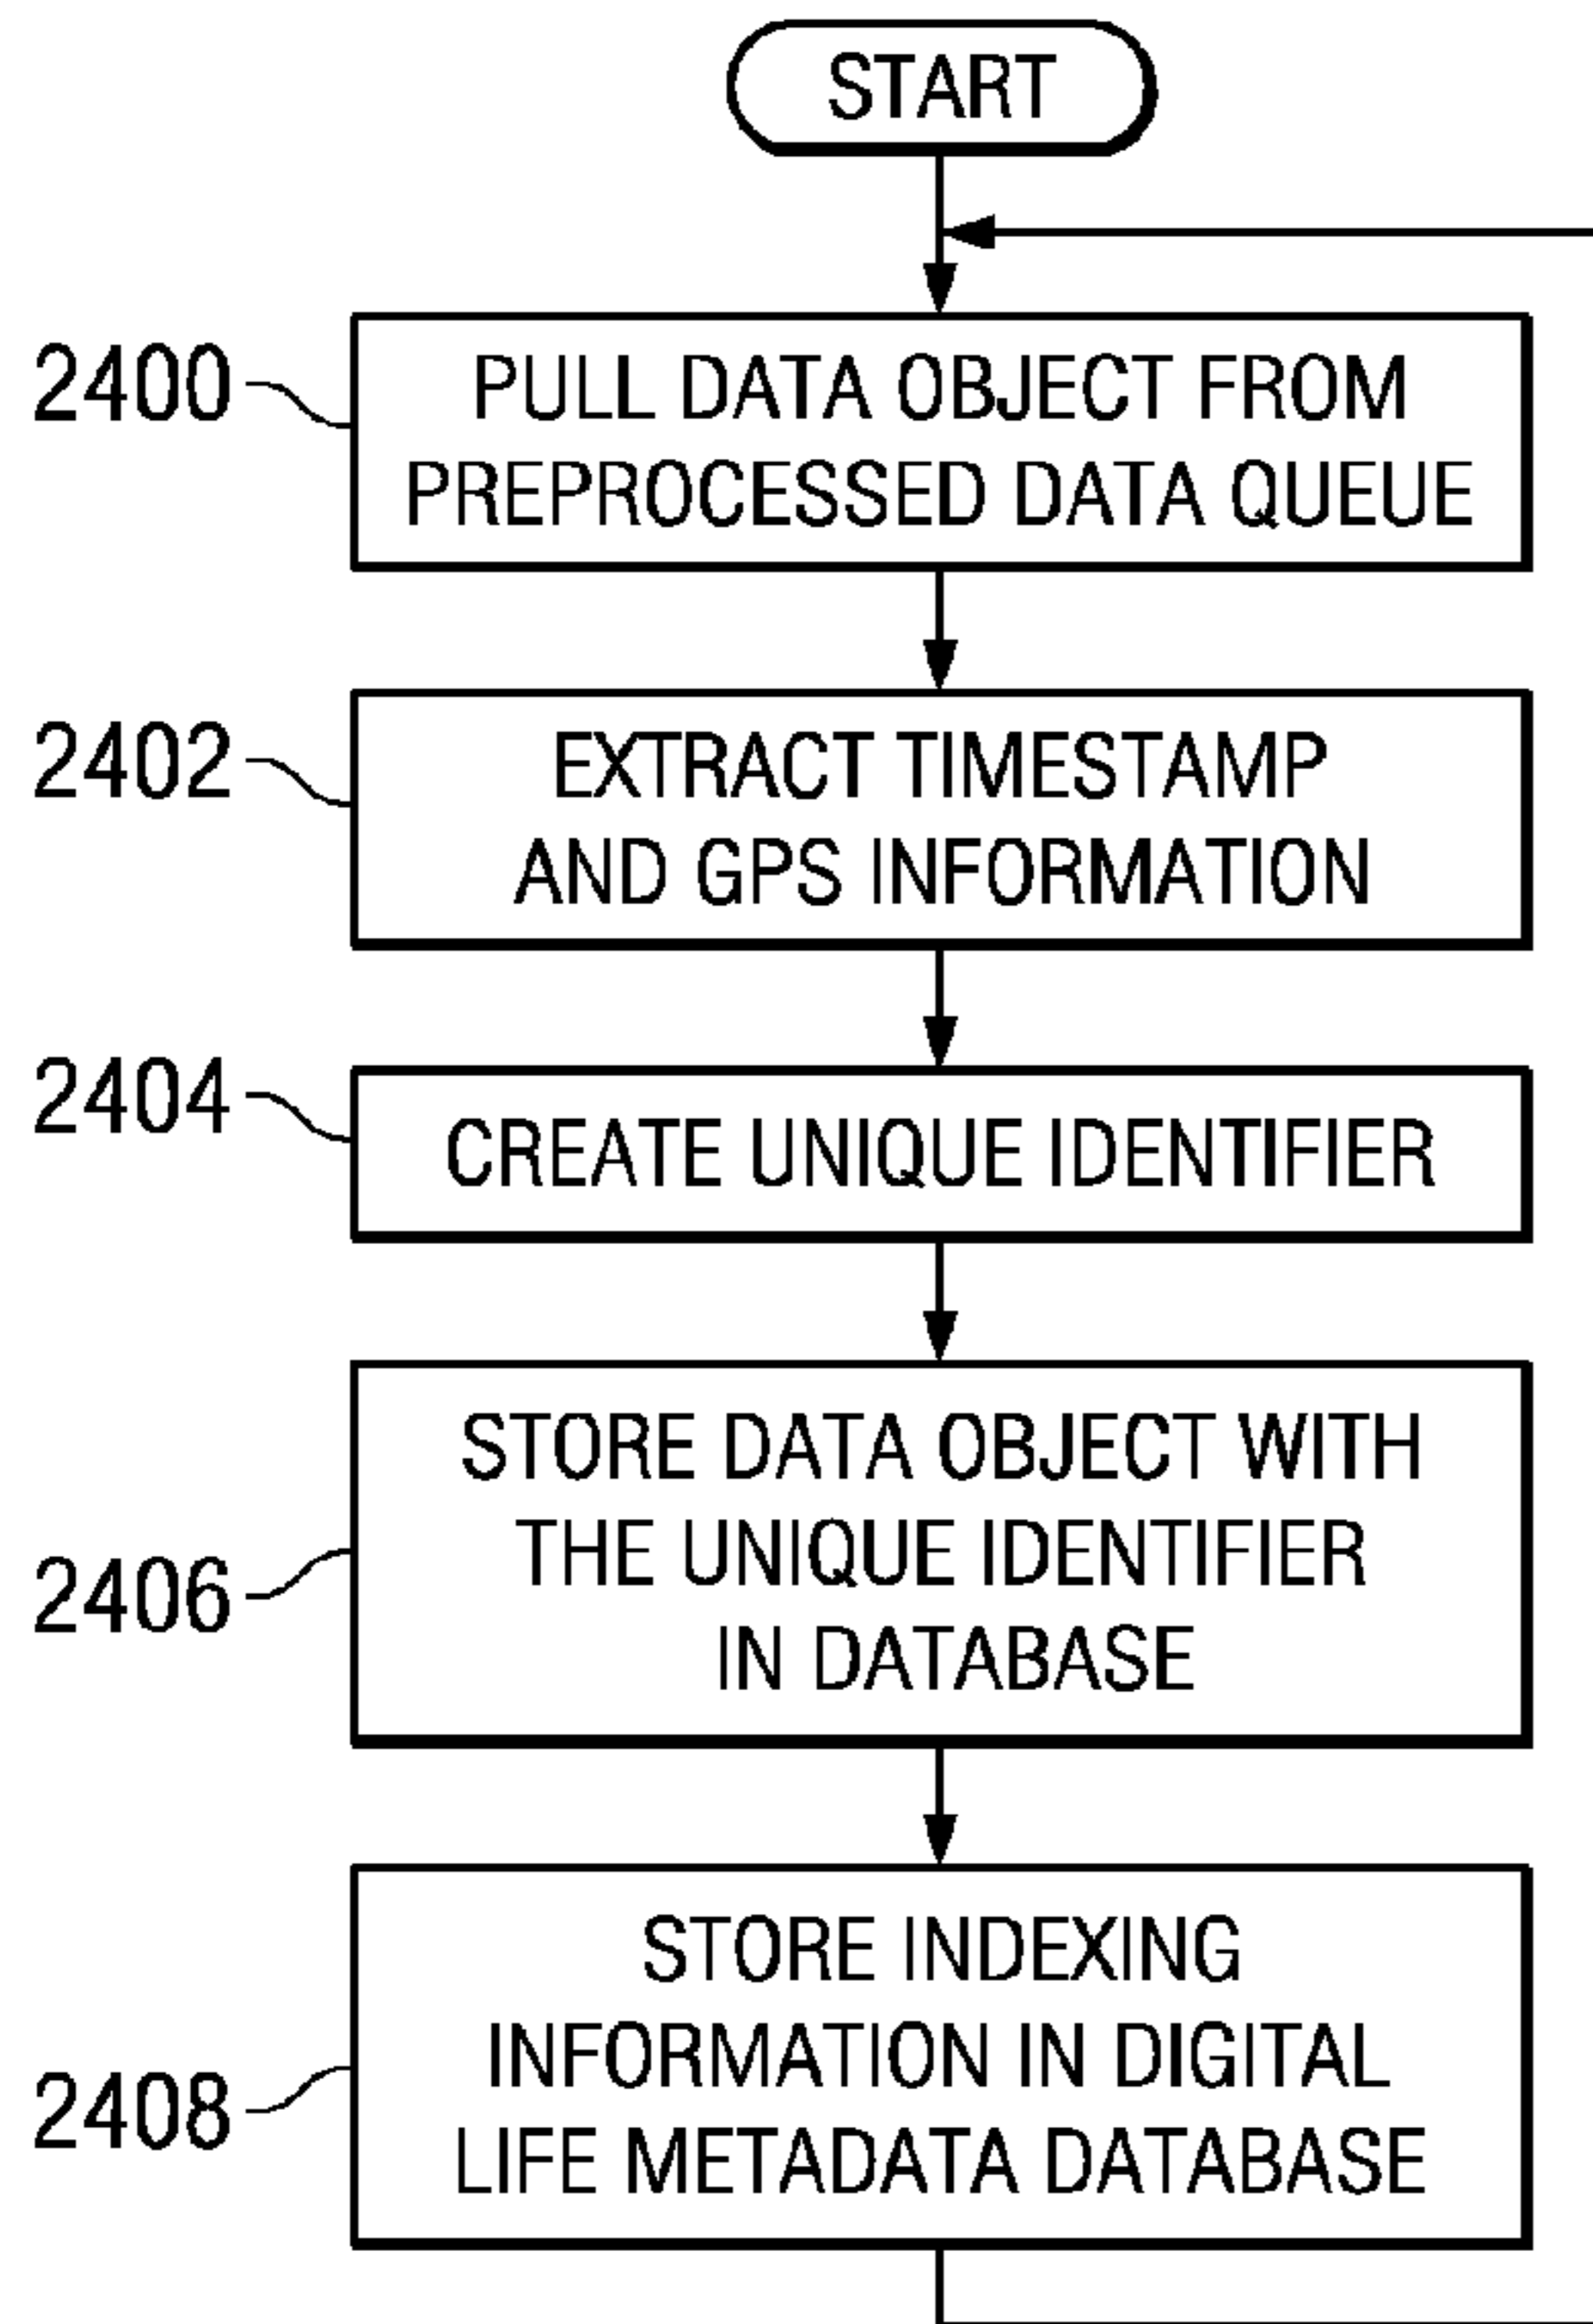 START
2400
PULL DATA OBJECT FROM
PREPROCESSED DATA QUEUE
2402
EXTRACT TIMESTAMP
AND GPS INFORMATION
2404
CREATE UNIQUE IDENTIFIER
2406
STORE DATA OBJECT WITH
THE UNIQUE IDENTIFIER
IN DATABASE
2408
STORE INDEXING
INFORMATION IN DIGITAL
LIFE METADATA DATABASE